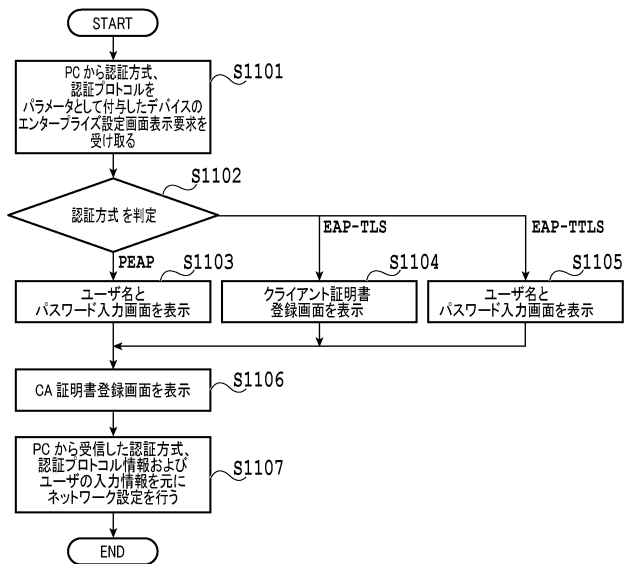 START
PCから認証方式、
認証プロトコルを
パラメータとして付与したデバイスの
エンタープライズ設定画面表示要求を
受け取る
S1101
S1102
認証方式 を判定
EAP-TLS
EAP-TTLS
PEAP
S1103
S1104
S1105
ユーザ名と
パスワード入力画面を表示
クライアント証明書
登録画面を表示
ユーザ名と
パスワード入力画面を表示
S1106
CA 証明書登録画面を表示
PCから受信した認証方式、
認証プロトコル情報および
ユーザの入力情報を元に
ネットワーク設定を行う
S1107
END